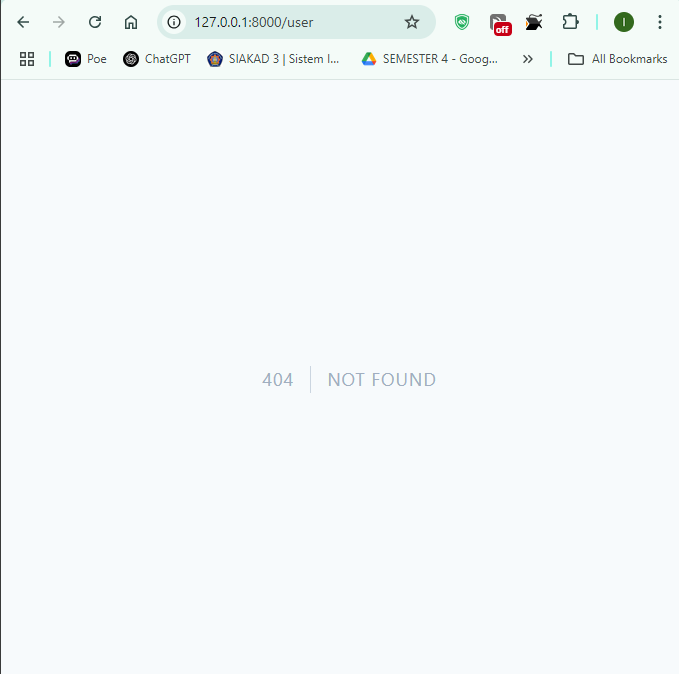 127.0.0.1:8000/user
off
I
Poe
ChatGPT
SIAKAD 3 | Sistem I...
SEMESTER 4 - Goog...
All Bookmarks
404
NOT FOUND